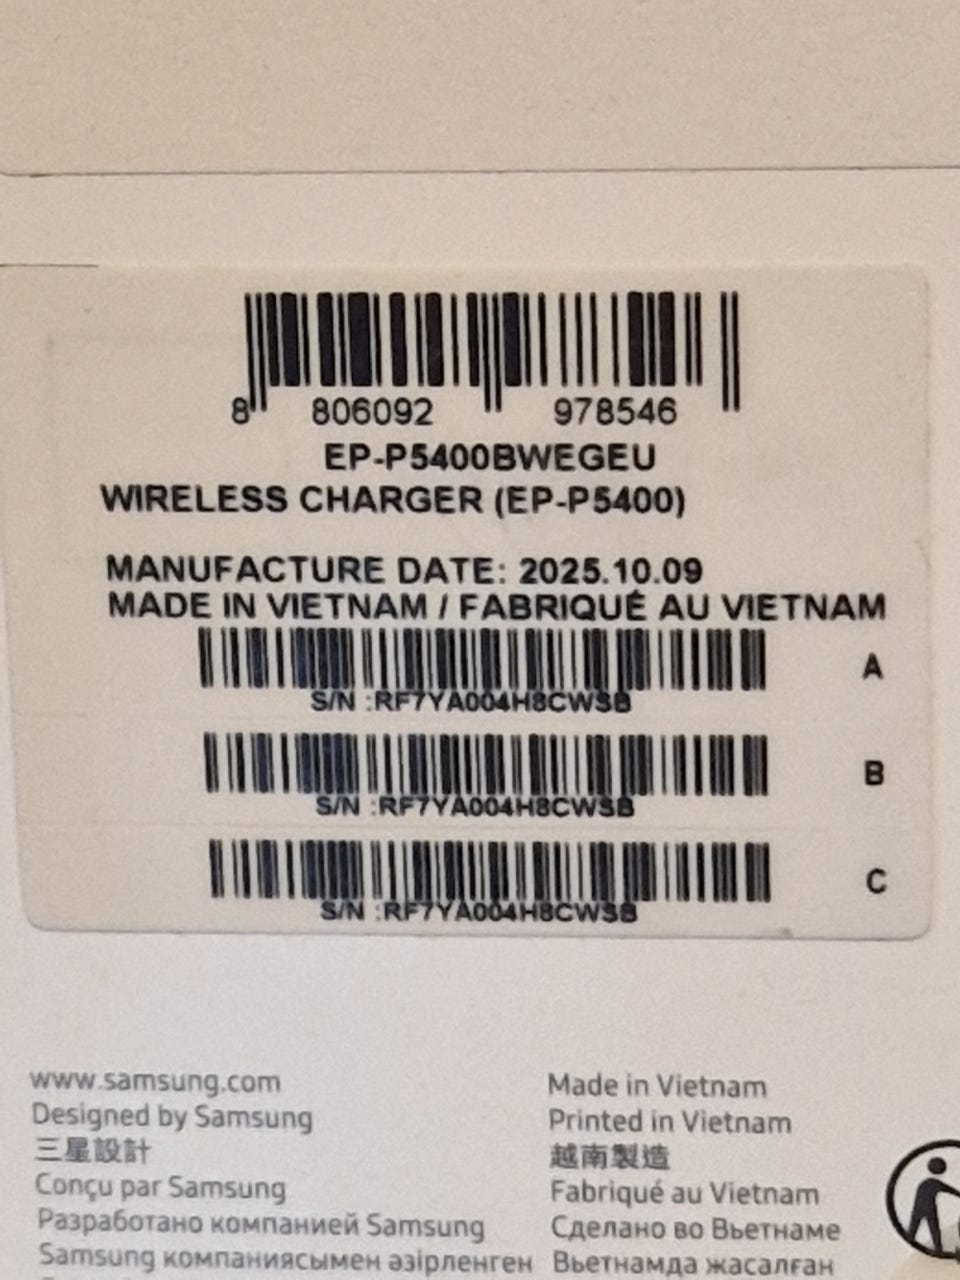 8 806092 978546
EP-P5400BWEGEU
WIRELESS CHARGER (EP-P5400)
MANUFACTURE DATE: 2025.10.09
MADE IN VIETNAM / FABRIQUÉ AU VIETNAM
A
S/N :RF7YA004H8CWSB
B
S/N :RF7YA004H8CWSB
C
S/N :RF7YA004H8CWSB
www.samsung.com
Designed by Samsung
三星設計
Conçu par Samsung
Разработано компанией Samsung
Samsung компаниясымен әзірленген
Made in Vietnam
Printed in Vietnam
越南製造
Fabriqué au Vietnam
Сделано во Вьетнаме
Вьетнамда жасалған